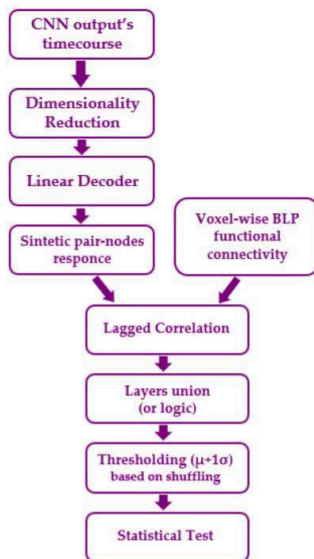 CNN output's
timecourse
Dimensionality
Reduction
Linear Decoder
Sintetic pair-nodes
responce
Voxel-wise BLP
functional
connectivity
Lagged Correlation
Layers union
(or logic)
Thresholding (μ+1σ)
based on shuffling
Statistical Test